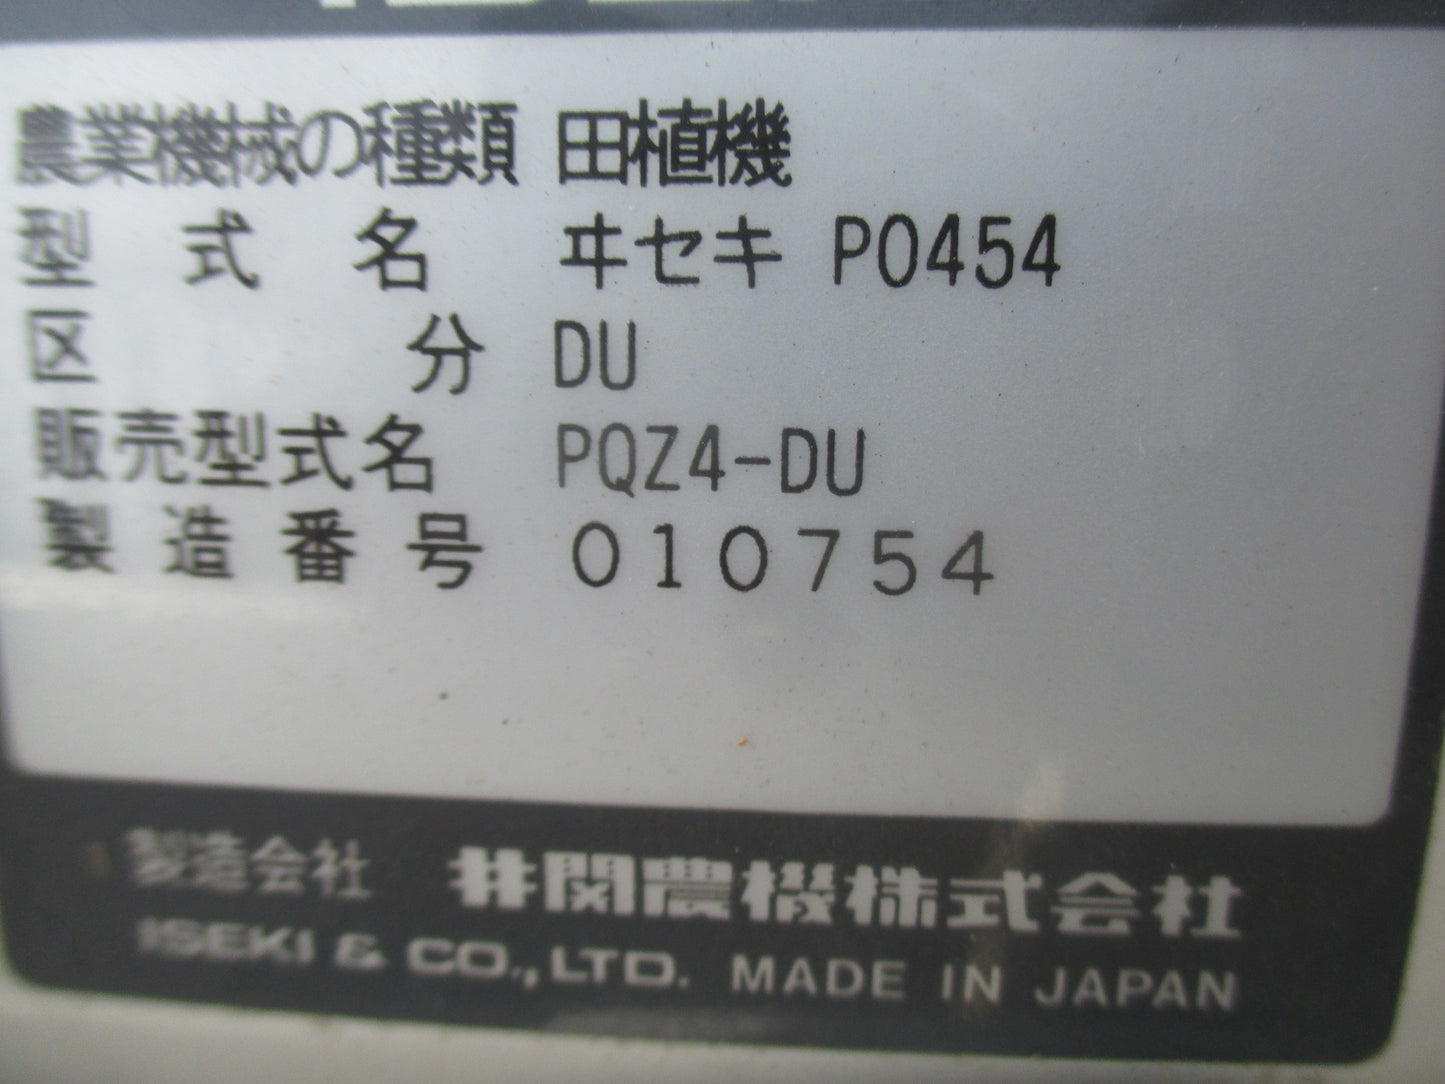 農業機械の種類 田植機
型式名 ヰセキ PO454
区分 DU
販売型式名 PQZ4-DU
製造番号 010754
製造会社 井関農機株式会社
ISEKI & CO., LTD. MADE IN JAPAN